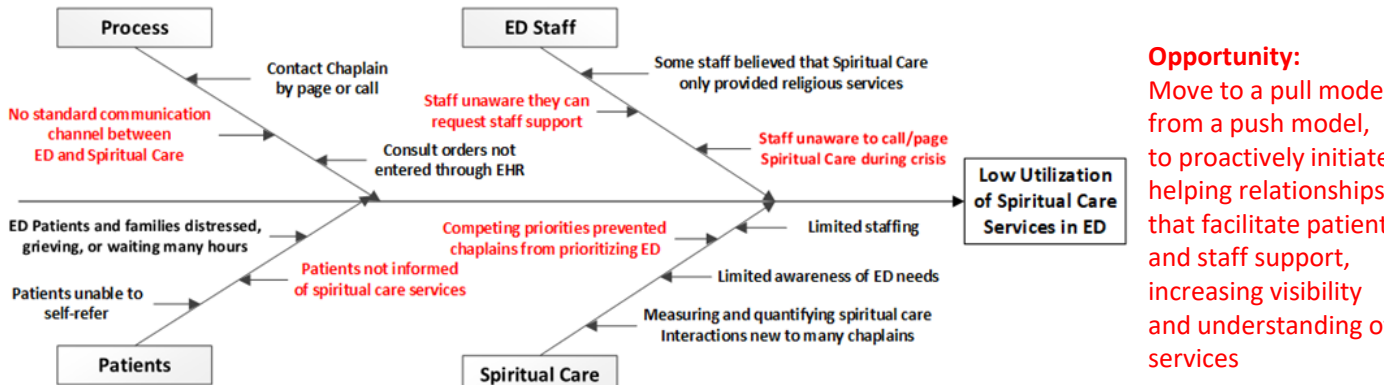 Process
Contact Chaplain
by page or call
No standard communication
channel between
ED and Spiritual Care
Consult orders not
entered through EHR
ED Staff
Some staff believed that Spiritual Care
only provided religious services
Staff unaware they can
request staff support
Staff unaware to call/page
Spiritual Care during crisis
Low Utilization
of Spiritual Care
Services in ED
ED Patients and families distressed,
grieving, or waiting many hours
Patients not informed
of spiritual care services
Patients unable to
self-refer
Patients
Competing priorities prevented
chaplains from prioritizing ED
Limited staffing
Limited awareness of ED needs
Measuring and quantifying spiritual care
Interactions new to many chaplains
Spiritual Care
Opportunity:
Move to a pull mode
from a push model,
to proactively initiate
helping relationships
that facilitate patient
and staff support,
increasing visibility
and understanding o
services